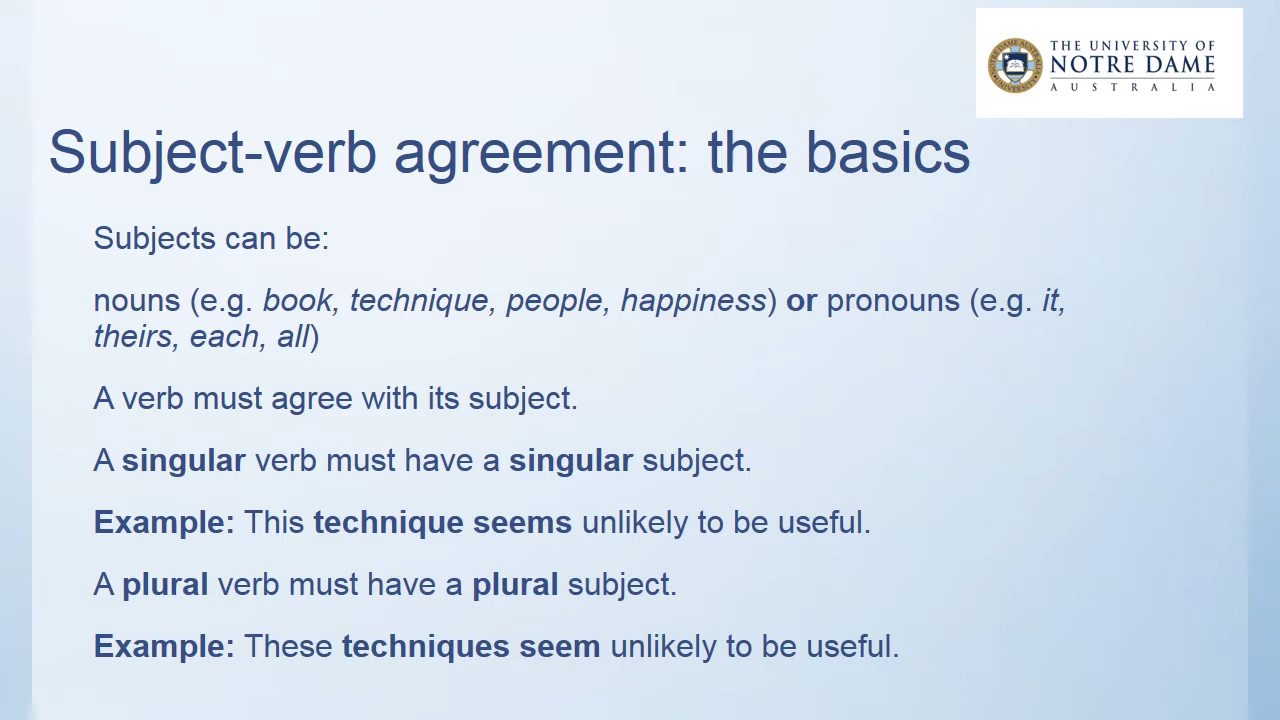 THE UNIVERSITY OF
NOTRE DAME
AUSTRALIA
Subject-verb agreement: the basics
Subjects can be:
nouns (e.g. book, technique, people, happiness) or pronouns (e.g. it,
theirs, each, all)
A verb must agree with its subject.
A singular verb must have a singular subject.
Example: This technique seems unlikely to be useful.
A plural verb must have a plural subject.
Example: These techniques seem unlikely to be useful.